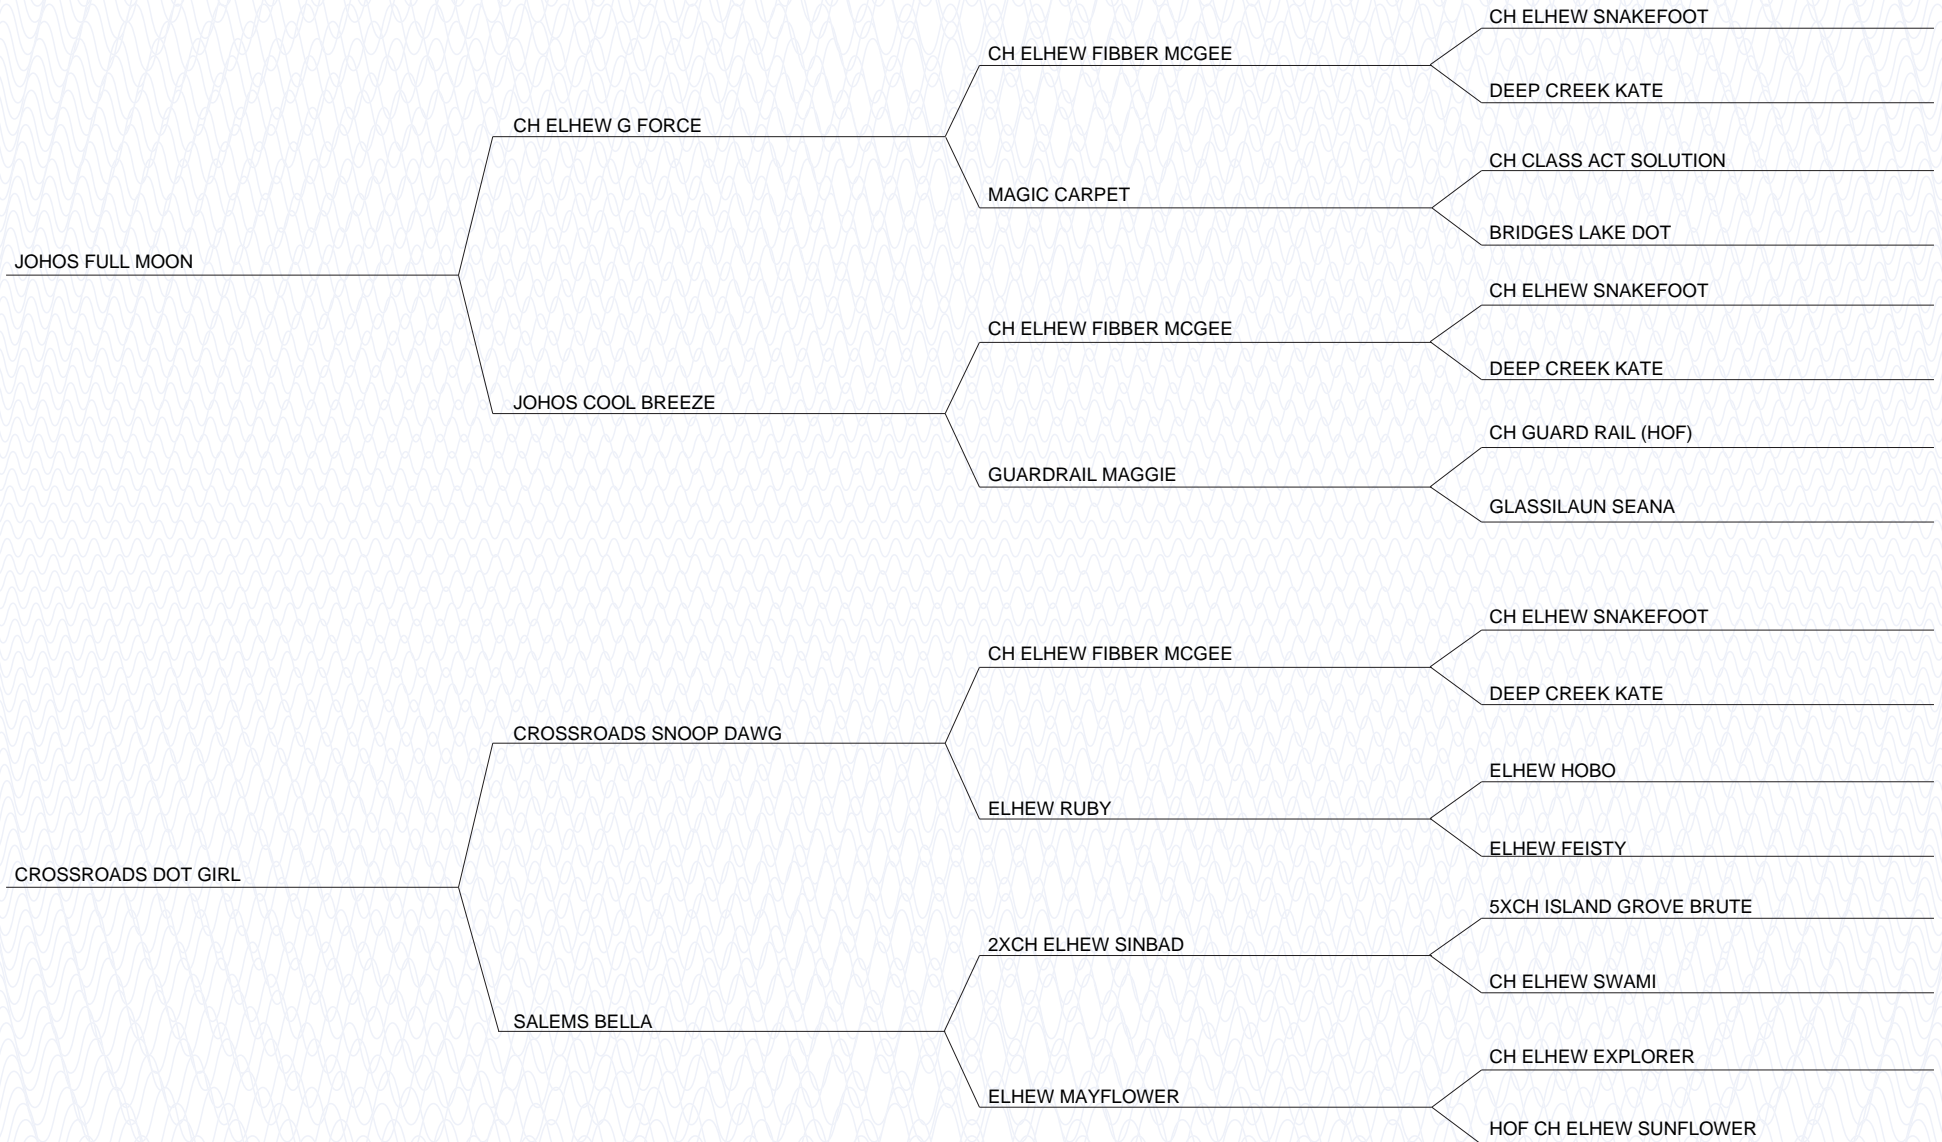 CH ELHEW SNAKEFOOT
CH ELHEW FIBBER MCGEE
DEEP CREEK KATE
CH ELHEW G FORCE
CH CLASS ACT SOLUTION
MAGIC CARPET
BRIDGES LAKE DOT
JOHOS FULL MOON
CH ELHEW SNAKEFOOT
CH ELHEW FIBBER MCGEE
DEEP CREEK KATE
JOHOS COOL BREEZE
CH GUARD RAIL (HOF)
GUARDRAIL MAGGIE
GLASSILAUN SEANA
CH ELHEW SNAKEFOOT
CH ELHEW FIBBER MCGEE
DEEP CREEK KATE
CROSSROADS SNOOP DAWG
ELHEW HOBO
ELHEW RUBY
ELHEW FEISTY
CROSSROADS DOT GIRL
5XCH ISLAND GROVE BRUTE
2XCH ELHEW SINBAD
CH ELHEW SWAMI
SALEMS BELLA
CH ELHEW EXPLORER
ELHEW MAYFLOWER
HOF CH ELHEW SUNFLOWER